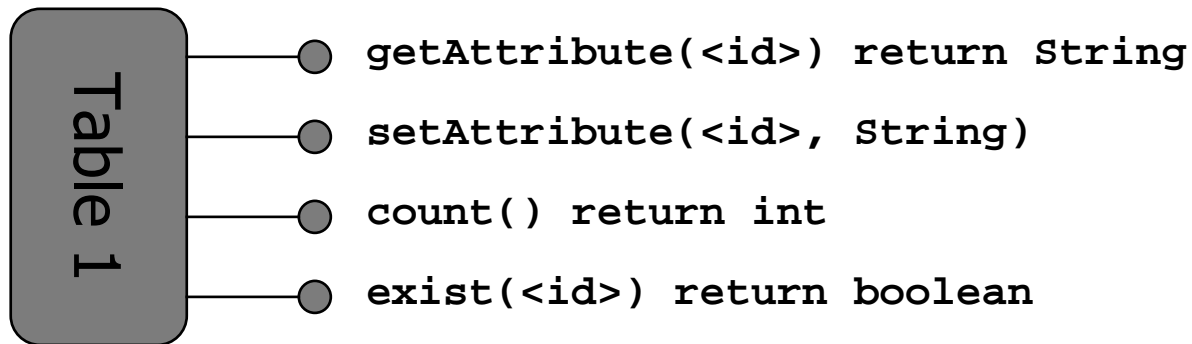 Table 1
getAttribute(<id>) return String
setAttribute(<id>, String)
count() return int
exist(<id>) return boolean